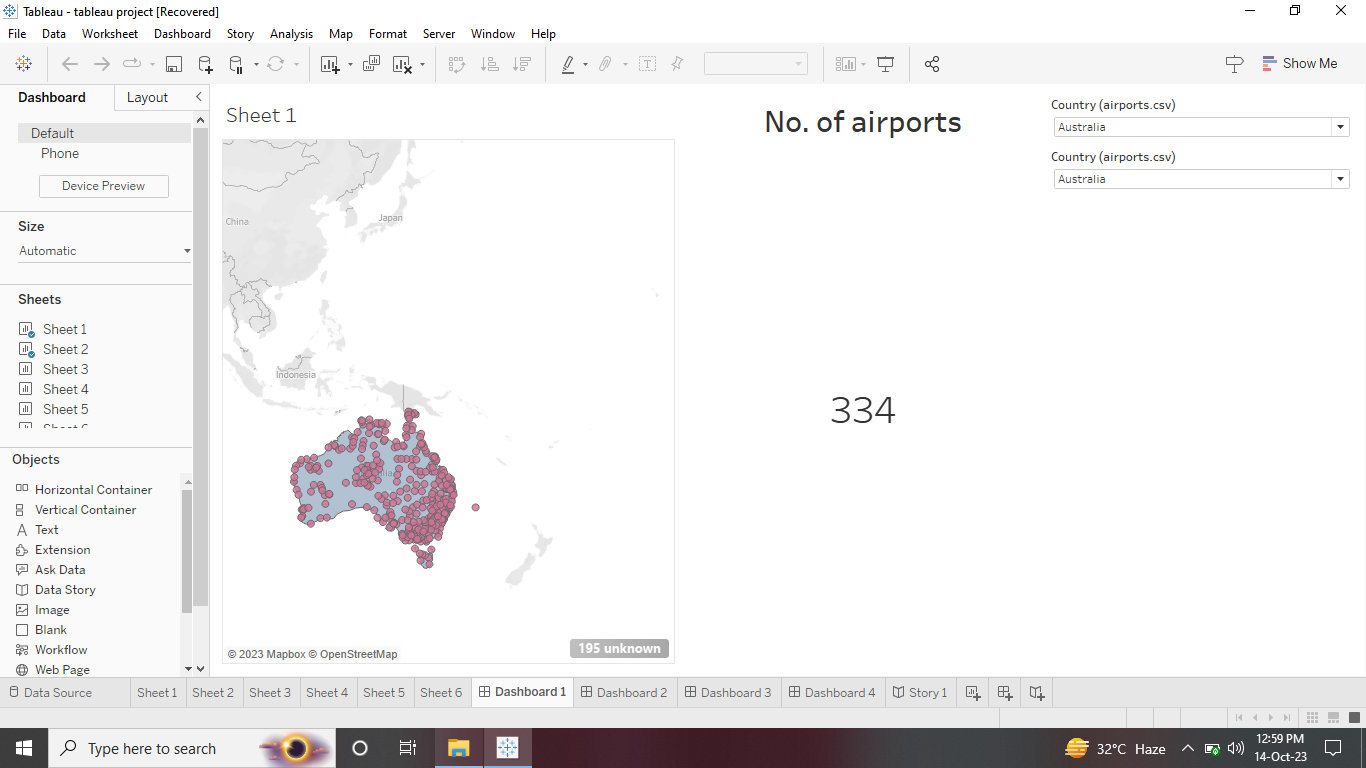 Tableau - tableau project [Recovered]
File Data Worksheet Dashboard Story Analysis Map Format Server Window Help
Show Me
Dashboard Layout
Default
Phone
Device Preview
Size
Automatic
Sheets
Sheet 1
Sheet 2
Sheet 3
Sheet 4
Sheet 5
Objects
Horizontal Container
Vertical Container
Text
Extension
Ask Data
Data Story
Image
Blank
Workflow
Web Page
Sheet 1
China
Japan
Indonesia
© 2023 Mapbox © OpenStreetMap
195 unknown
No. of airports
334
Country (airports.csv)
Australia
Country (airports.csv)
Australia
Data Source Sheet 1 Sheet 2 Sheet 3 Sheet 4 Sheet 5 Sheet 6 Dashboard 1 Dashboard 2 Dashboard 3 Dashboard 4 Story 1
Type here to search
32°C Haze
12:59 PM
14-Oct-23